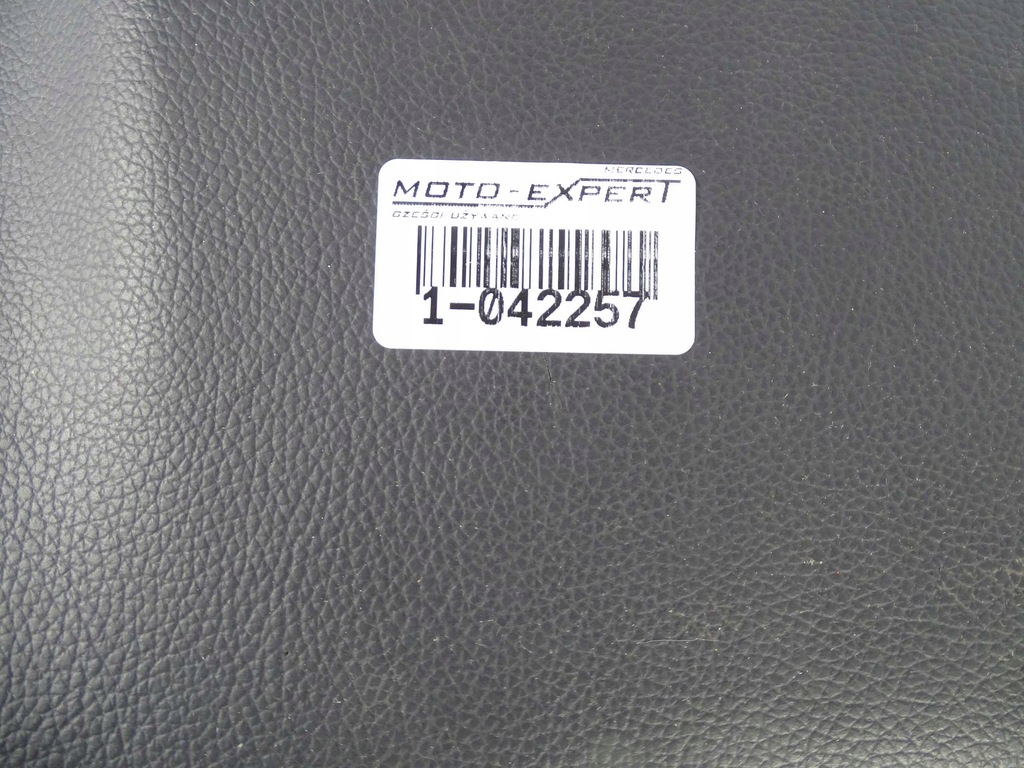 MERCEDES
MOTO-EXPERT
CZĘŚCI UŻYWANE
1-042257